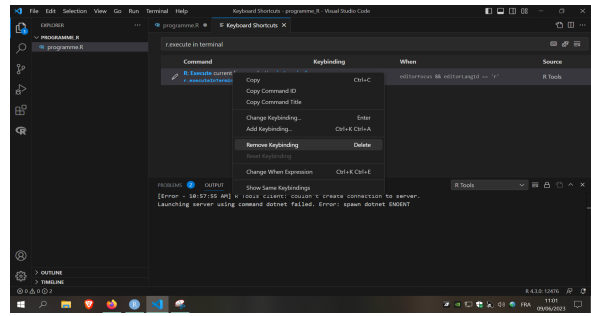 File Edit Selection View Go Run Terminal Help
Keyboard Shortcuts - programme_R - Visual Studio Code
EXPLORER
PROGRAMME_R
programme.R
programme.R
Keyboard Shortcuts
r.execute in terminal
Command Keybinding When Source
R: Execute current
r.executeInTermin
editorFocus && editorLangId == 'r'
R Tools
Copy Ctrl+C
Copy Command ID
Copy Command Title
Change Keybinding... Enter
Add Keybinding... Ctrl+K Ctrl+A
Remove Keybinding Delete
Reset Keybinding
Change When Expression Ctrl+K Ctrl+E
Show Same Keybindings
PROBLEMS 2 OUTPUT
R Tools
[Error - 10:57:55 AM] R Tools client: couldn't create connection to server.
Launching server using command dotnet failed. Error: spawn dotnet ENOENT
OUTLINE
TIMELINE
0 0 2
R 4.3.0: 12476
FRA
11:01
09/06/2023